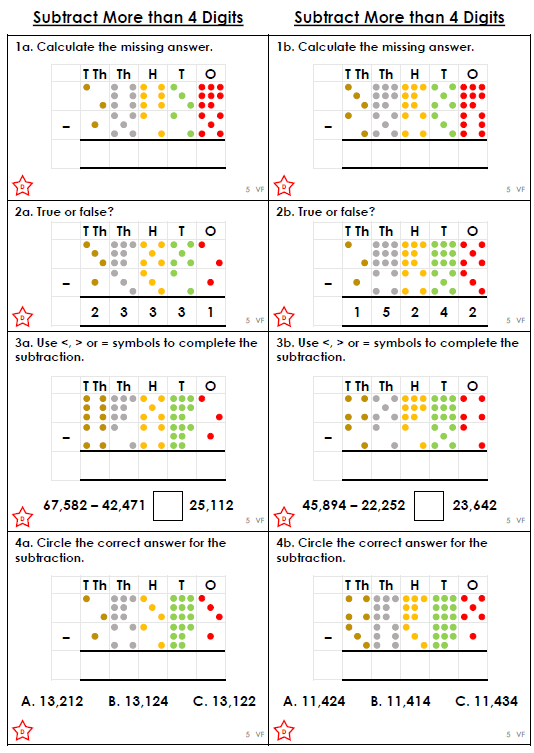 Subtract More than 4 Digits
Subtract More than 4 Digits
1a. Calculate the missing answer.
T Th Th H T O
–
D
5 VF
1b. Calculate the missing answer.
T Th Th H T O
–
D
5 VF
2a. True or false?
T Th Th H T O
–
2 3 3 3 1
D
5 VF
2b. True or false?
T Th Th H T O
–
1 5 2 4 2
D
5 VF
3a. Use <, > or = symbols to complete the
subtraction.
T Th Th H T O
–
67,582 – 42,471 25,112
D
5 VF
3b. Use <, > or = symbols to complete the
subtraction.
T Th Th H T O
–
45,894 – 22,252 23,642
D
5 VF
4a. Circle the correct answer for the
subtraction.
T Th Th H T O
–
A. 13,212 B. 13,124 C. 13,122
D
5 VF
4b. Circle the correct answer for the
subtraction.
T Th Th H T O
–
A. 11,424 B. 11,414 C. 11,434
D
5 VF